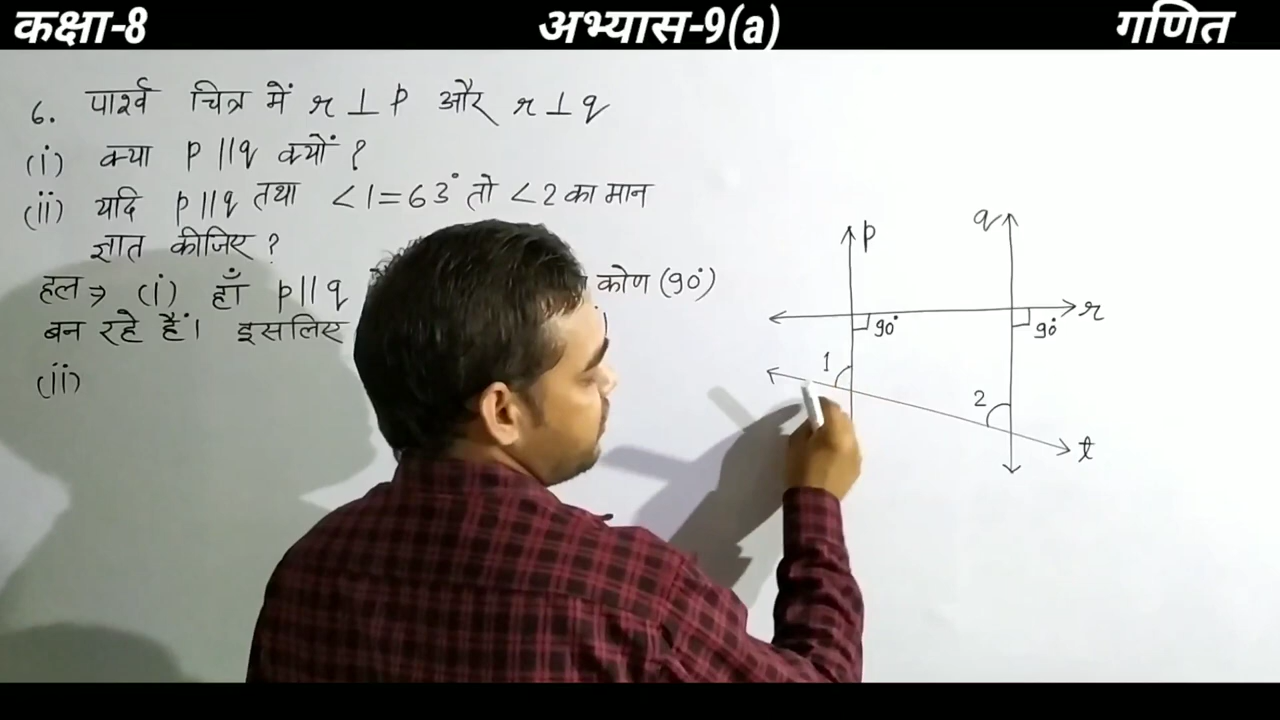 कक्षा-8 अभ्यास-9(a) गणित
6. पार्श्व चित्र में r ⊥ p और r ⊥ q
(i) क्या p || q क्यों ?
(ii) यदि p || q तथा ∠1 = 63° तो ∠2 का मान
ज्ञात कीजिए ?
हल ⇒ (i) हाँ p || q कोण (90°)
बन रहे हैं। इसलिए
(ii)
p q
r
90° 90°
1
2
t